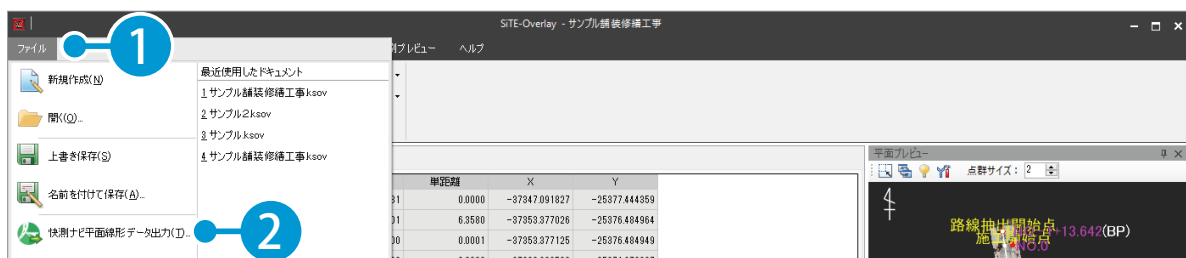 SiTE-Overlay - サンプル舗装修繕工事
ファイル
1
プレビュー ヘルプ
新規作成(N)
開く(O)...
上書き保存(S)
名前を付けて保存(A)...
快測ナビ平面線形データ出力(T)...
2
最近使用したドキュメント
1 サンプル舗装修繕工事.ksov
2 サンプル2.ksov
3 サンプル.ksov
4 サンプル舗装修繕工事.ksov
単距離 X Y
0.0000 -37347.091827 -25377.444359
6.3580 -37353.377026 -25376.484964
0.0001 -37353.377125 -25376.484949
平面プレビュー
点群サイズ: 2
路線抽出開始点
+13.642(BP)
NO.0